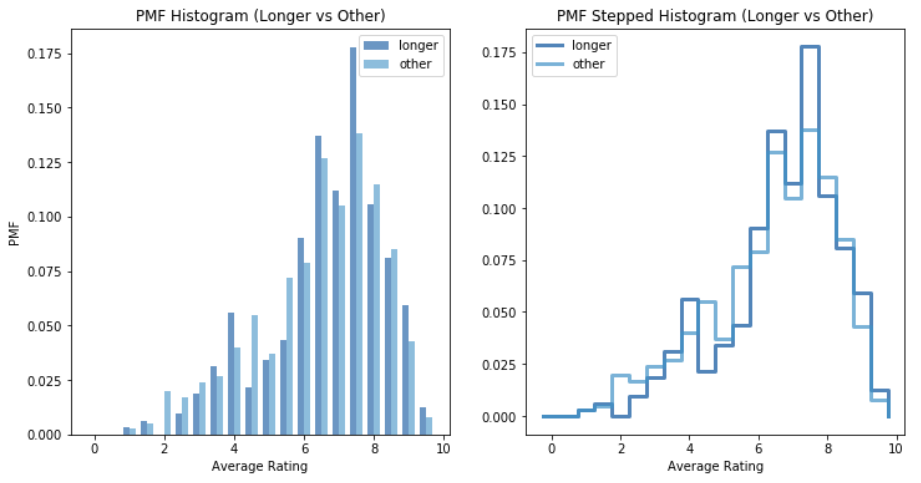 PMF Histogram (Longer vs Other)
longer
other
0.175
0.150
0.125
0.100
0.075
0.050
0.025
0.000
PMF
0 2 4 6 8 10
Average Rating
PMF Stepped Histogram (Longer vs Other)
longer
other
0.175
0.150
0.125
0.100
0.075
0.050
0.025
0.000
0 2 4 6 8 10
Average Rating